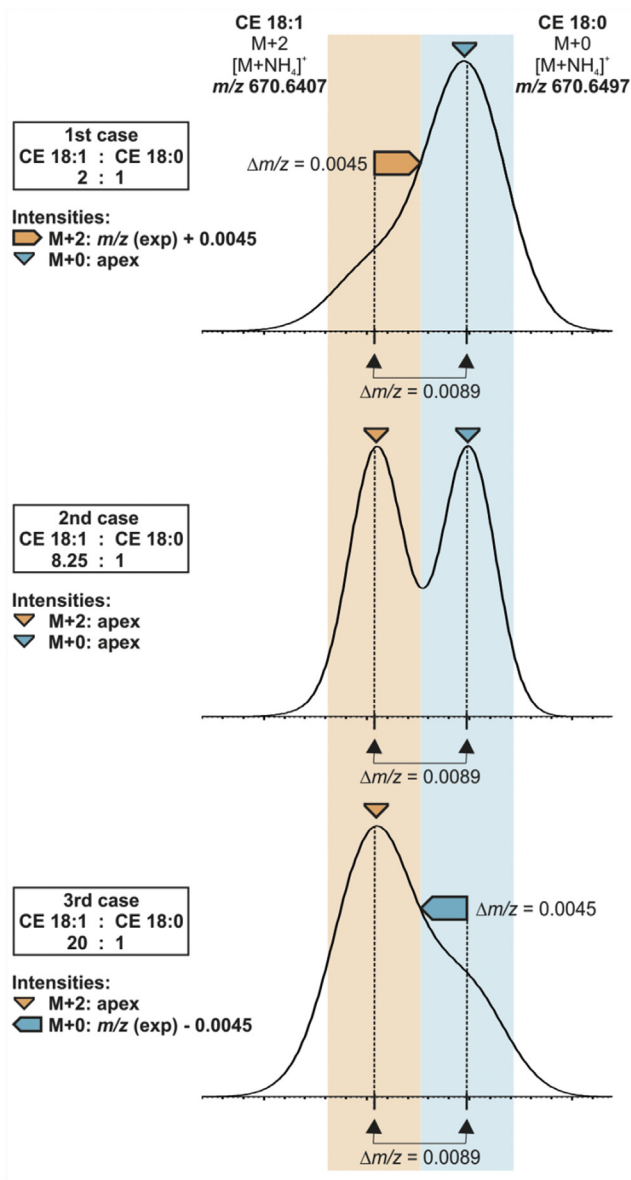 CE 18:1
M+2
[M+NH₄]⁺
m/z 670.6407
CE 18:0
M+0
[M+NH₄]⁺
m/z 670.6497
1st case
CE 18:1 : CE 18:0
2 : 1
Δm/z = 0.0045
Intensities:
M+2: m/z (exp) + 0.0045
M+0: apex
Δm/z = 0.0089
2nd case
CE 18:1 : CE 18:0
8.25 : 1
Intensities:
M+2: apex
M+0: apex
Δm/z = 0.0089
3rd case
CE 18:1 : CE 18:0
20 : 1
Δm/z = 0.0045
Intensities:
M+2: apex
M+0: m/z (exp) - 0.0045
Δm/z = 0.0089